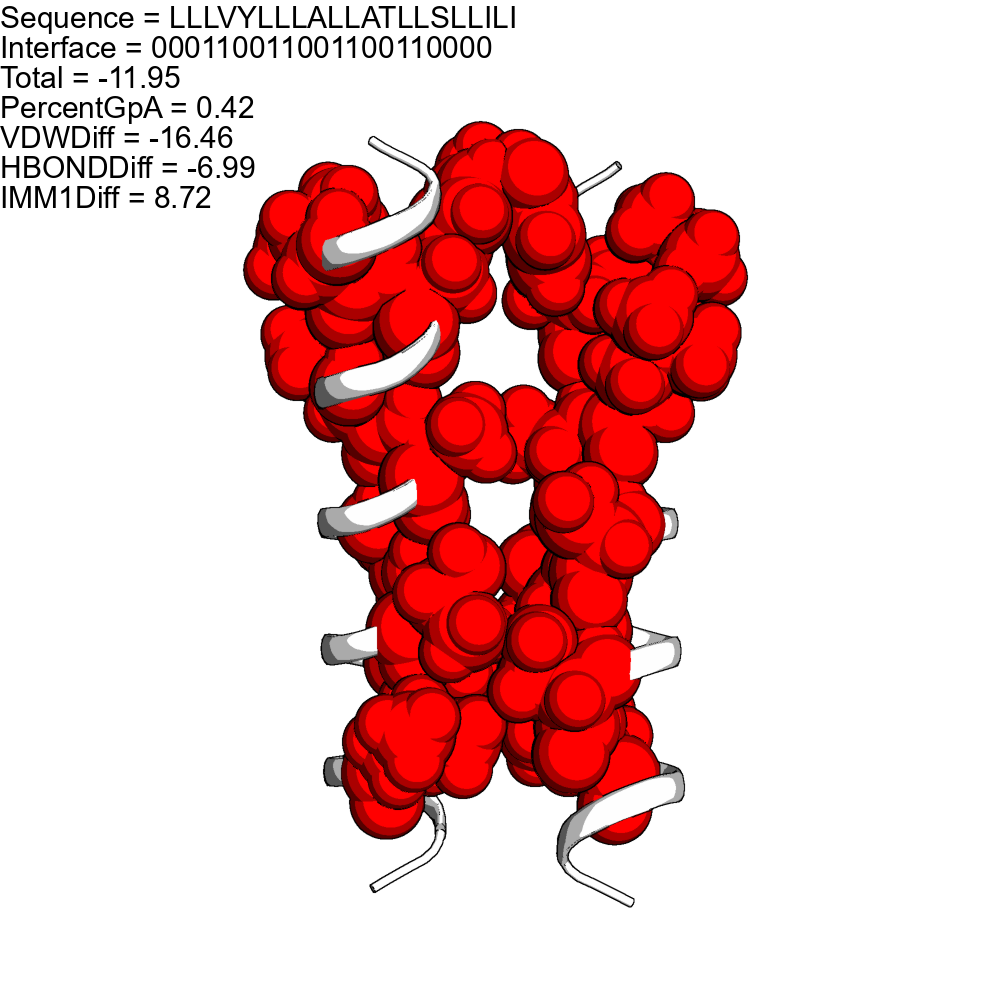 Sequence = LLLVYLLLALLATLLSLLILI
Interface = 000110011001100110000
Total = -11.95
PercentGpA = 0.42
VDWDiff = -16.46
HBONDDiff = -6.99
IMM1Diff = 8.72